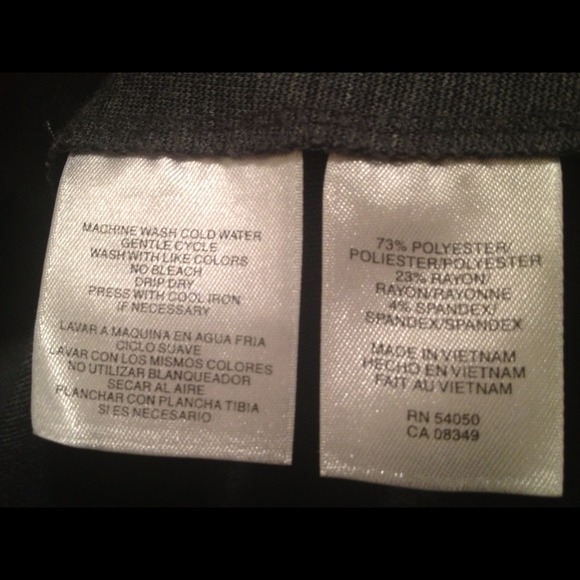 MACHINE WASH COLD WATER
GENTLE CYCLE
WASH WITH LIKE COLORS
NO BLEACH
DRIP DRY
PRESS WITH COOL IRON
IF NECESSARY
LAVAR A MAQUINA EN AGUA FRIA
CICLO SUAVE
LAVAR CON LOS MISMOS COLORES
NO UTILIZAR BLANQUEADOR
SECAR AL AIRE
PLANCHAR CON PLANCHA TIBIA
SI ES NECESARIO
73% POLYESTER/
POLIESTER/POLYESTER
23% RAYON/
RAYON/RAYONNE
4% SPANDEX/
SPANDEX/SPANDEX
MADE IN VIETNAM
HECHO EN VIETNAM
FAIT AU VIETNAM
RN 54050
CA 08349